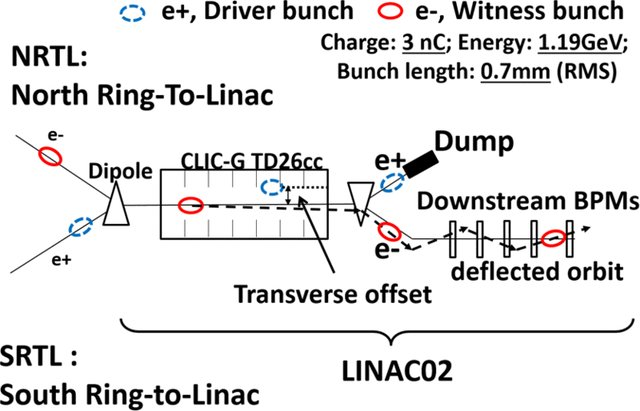 e+, Driver bunch e-, Witness bunch
Charge: 3 nC; Energy: 1.19GeV;
Bunch length: 0.7mm (RMS)
NRTL:
North Ring-To-Linac
e-
Dipole
CLIC-G TD26cc
e+
Dump
Downstream BPMs
e+
e-
deflected orbit
Transverse offset
LINAC02
SRTL :
South Ring-to-Linac